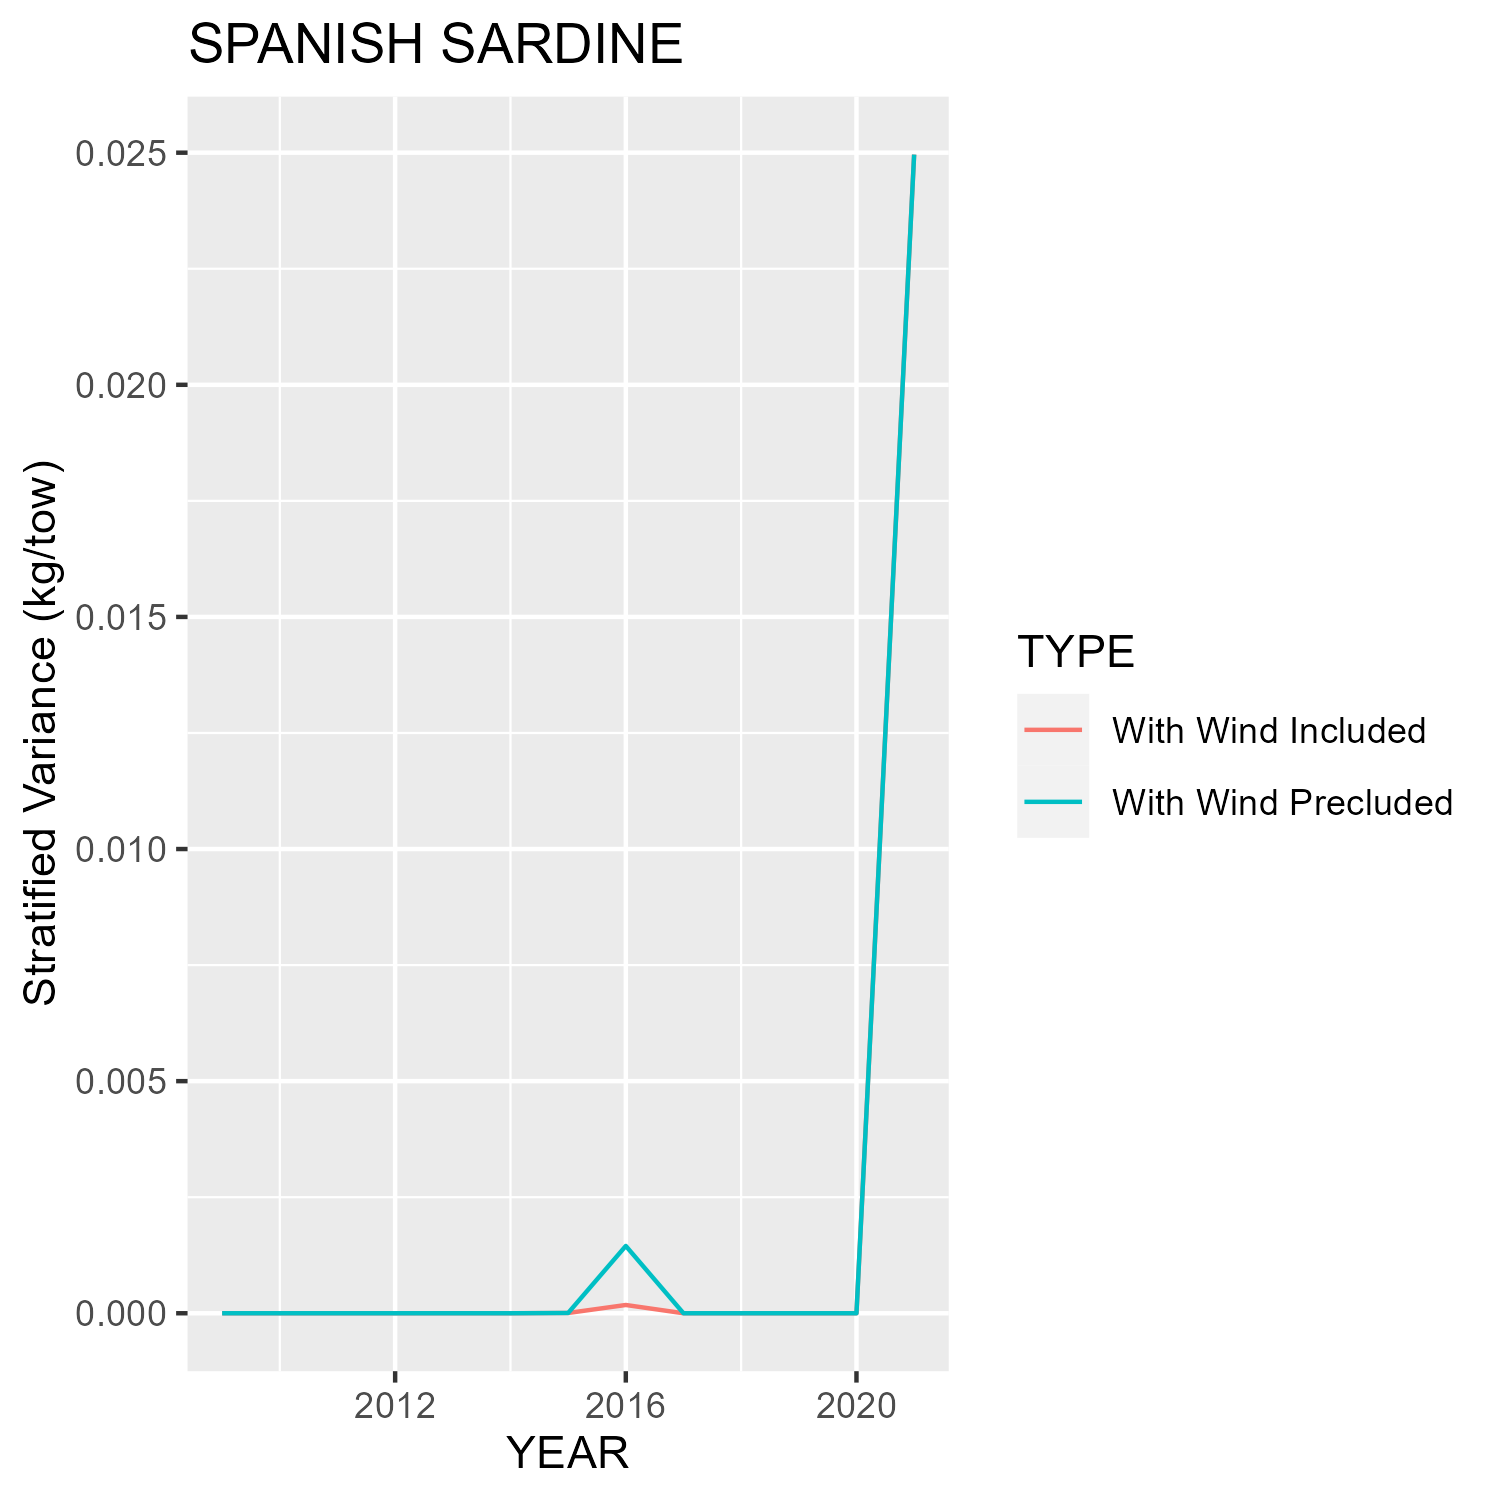 SPANISH SARDINE
0.025
0.020
0.015
0.010
0.005
0.000
Stratified Variance (kg/tow)
2012 2016 2020
YEAR
TYPE
With Wind Included
With Wind Precluded